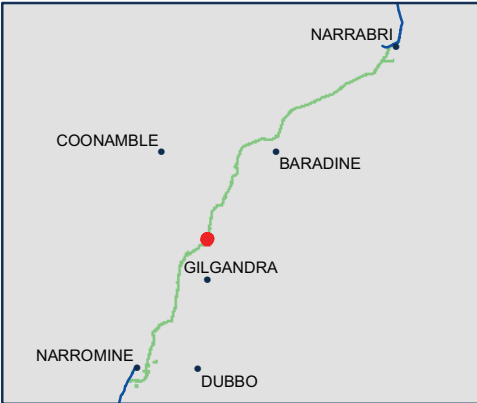 NARRABRI
COONAMBLE
BARADINE
GILGANDRA
NARROMINE
DUBBO